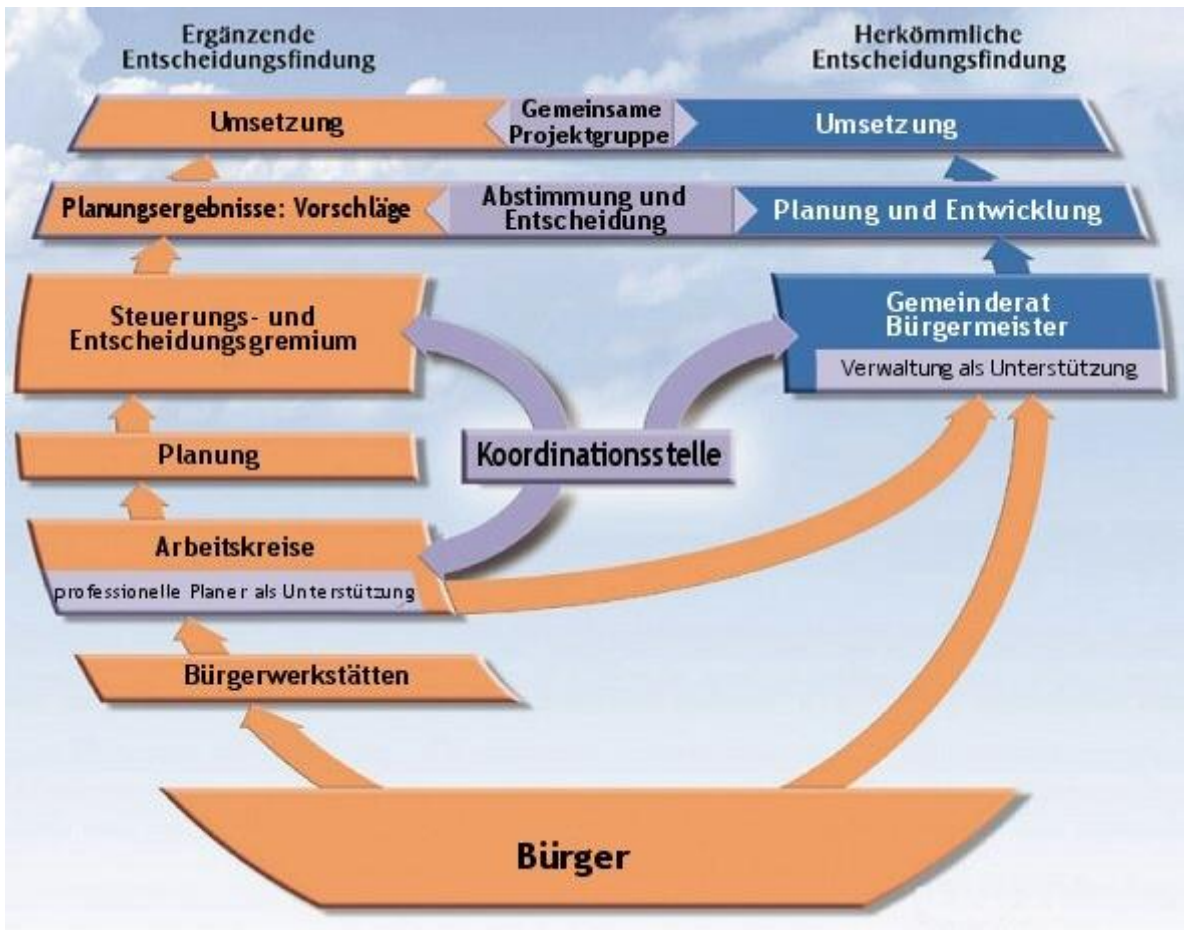 Ergänzende
Entscheidungsfindung
Herkömmliche
Entscheidungsfindung
Umsetzung
Gemeinsame
Projektgruppe
Umsetzung
Planungsergebnisse: Vorschläge
Abstimmung und
Entscheidung
Planung und Entwicklung
Steuerungs- und
Entscheidungsgremium
Gemeinderat
Bürgermeister
Verwaltung als Unterstützung
Planung
Koordinationsstelle
Arbeitskreise
professionelle Planer als Unterstützung
Bürgerwerkstätten
Bürger